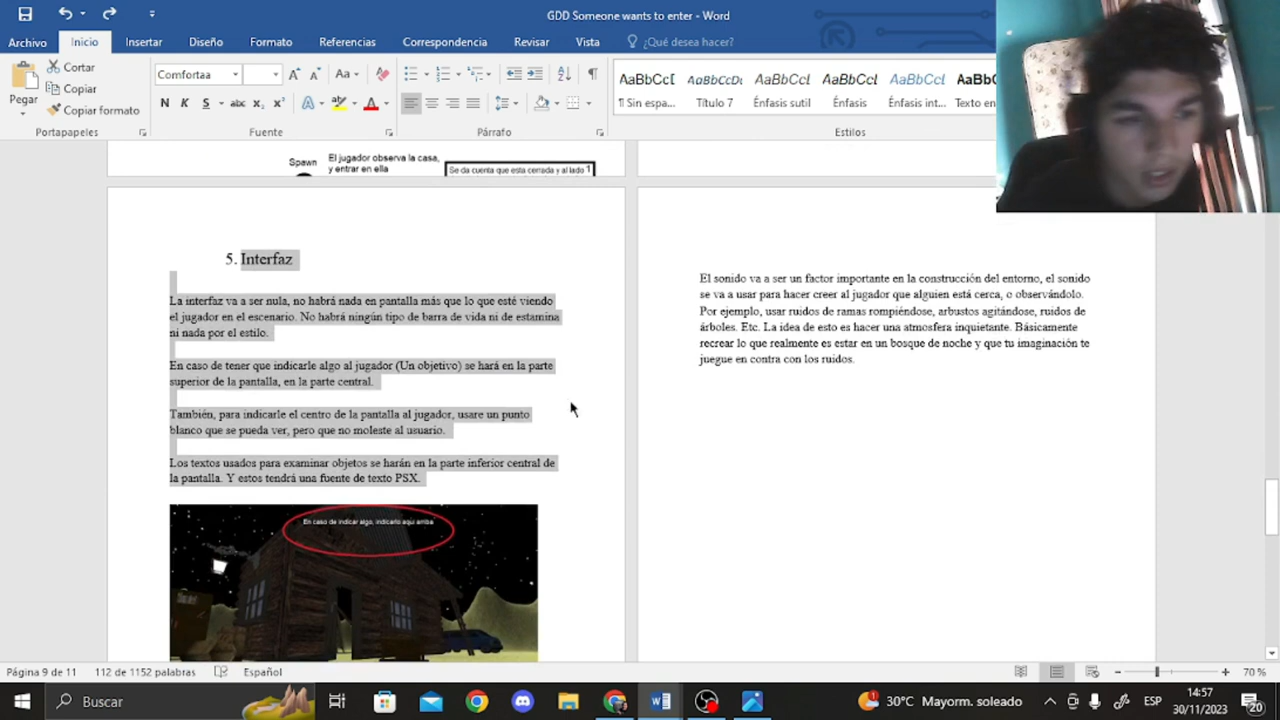 GDD Someone wants to enter - Word
Archivo Inicio Insertar Diseño Formato Referencias Correspondencia Revisar Vista ¿Qué desea hacer?
Pegar
Cortar
Copiar
Copiar formato
Portapapeles
Comfortaa
Aa
N K S abc x₂ x²
A A
Fuente
Párrafo
AaBbCcD AaBbCcDc AaBbCcL AaBbCcL AaBbCcL AaBbC
¶ Sin espa... Título 7 Énfasis sutil Énfasis Énfasis int... Texto en
Estilos
Spawn
El jugador observa la casa,
y entrar en ella
Se da cuenta que esta cerrada y al lado 1
5. Interfaz
La interfaz va a ser nula, no habrá nada en pantalla más que lo que esté viendo
el jugador en el escenario. No habrá ningún tipo de barra de vida ni de estamina
ni nada por el estilo.
En caso de tener que indicarle algo al jugador (Un objetivo) se hará en la parte
superior de la pantalla, en la parte central.
También, para indicarle el centro de la pantalla al jugador, usare un punto
blanco que se pueda ver, pero que no moleste al usuario.
Los textos usados para examinar objetos se harán en la parte inferior central de
la pantalla. Y estos tendrá una fuente de texto PSX.
En caso de indicar algo, indicarlo aqui arriba
El sonido va a ser un factor importante en la construcción del entorno, el sonido
se va a usar para hacer creer al jugador que alguien está cerca, o observándolo.
Por ejemplo, usar ruidos de ramas rompiéndose, arbustos agitándose, ruidos de
árboles. Etc. La idea de esto es hacer una atmosfera inquietante. Básicamente
recrear lo que realmente es estar en un bosque de noche y que tu imaginación te
juegue en contra con los ruidos.
Página 9 de 11 112 de 1152 palabras Español
70 %
Buscar
30°C Mayorm. soleado
ESP
14:57
30/11/2023
20